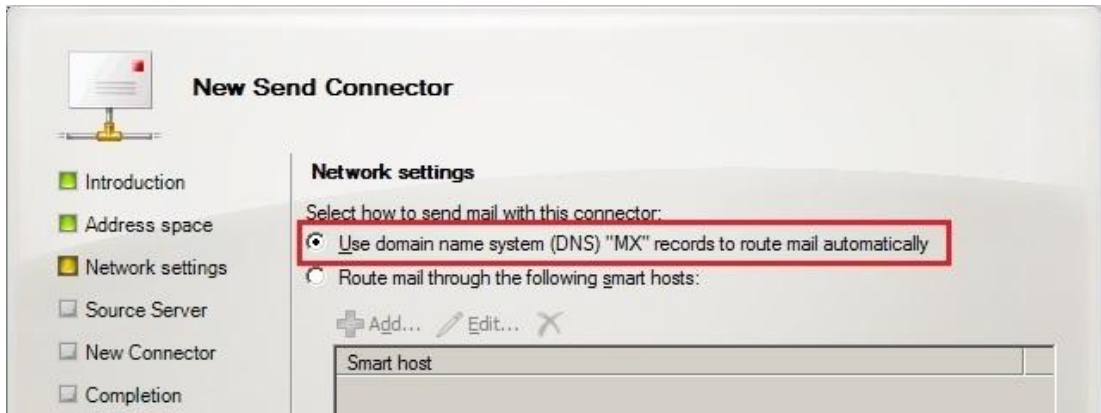 New Send Connector
Introduction
Address space
Network settings
Source Server
New Connector
Completion
Network settings
Select how to send mail with this connector:
Use domain name system (DNS) "MX" records to route mail automatically
Route mail through the following smart hosts:
Add... Edit...
Smart host